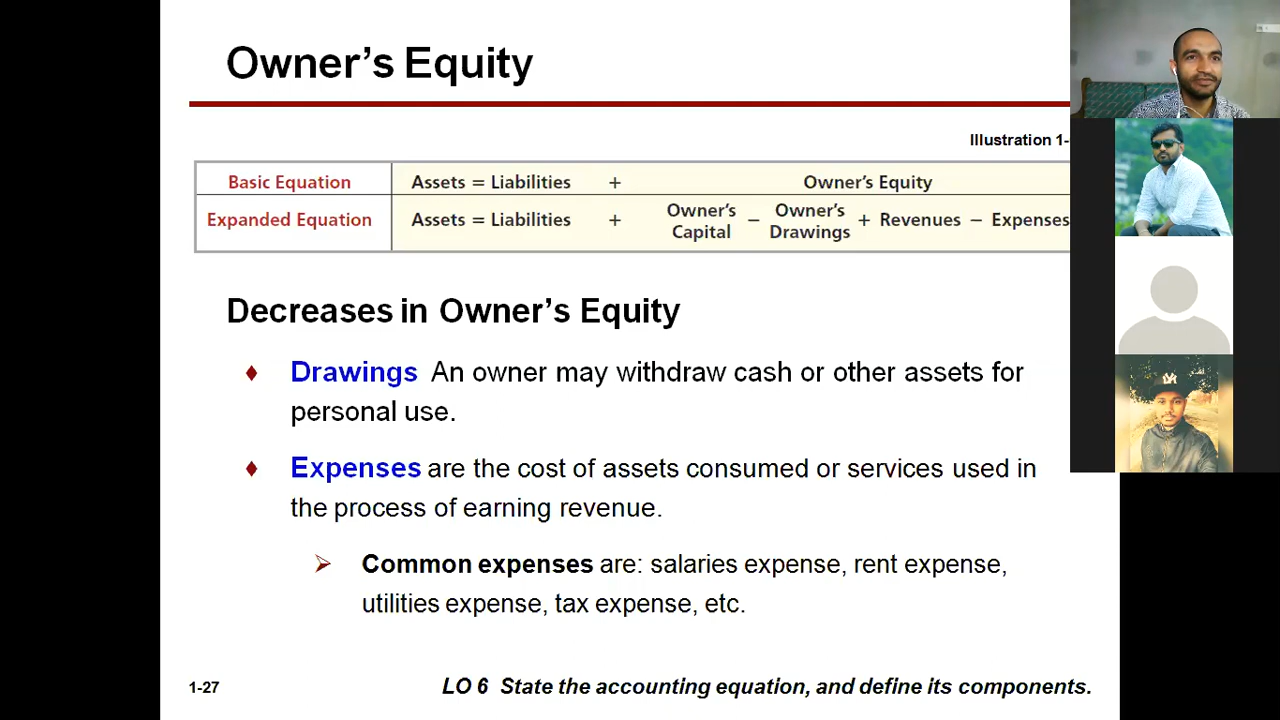 Owner's Equity
Illustration 1-
Basic Equation Assets = Liabilities + Owner's Equity
Expanded Equation Assets = Liabilities + Owner's Capital − Owner's Drawings + Revenues − Expenses
Decreases in Owner's Equity
♦ Drawings An owner may withdraw cash or other assets for
personal use.
♦ Expenses are the cost of assets consumed or services used in
the process of earning revenue.
➢ Common expenses are: salaries expense, rent expense,
utilities expense, tax expense, etc.
1-27
LO 6 State the accounting equation, and define its components.
NY